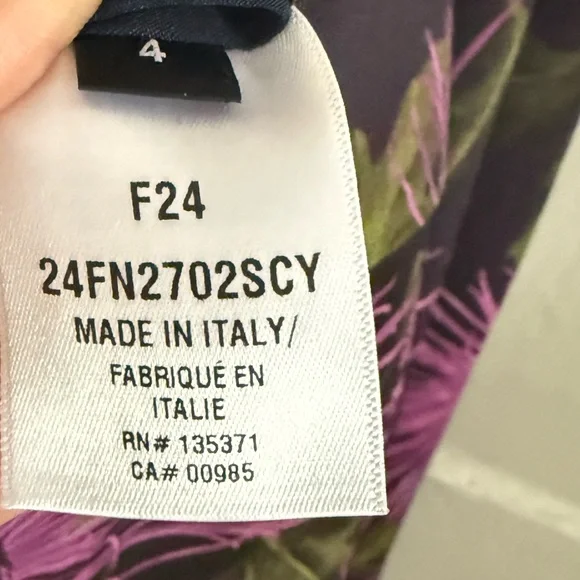 4
F24
24FN2702SCY
MADE IN ITALY/
FABRIQUÉ EN
ITALIE
RN# 135371
CA# 00985